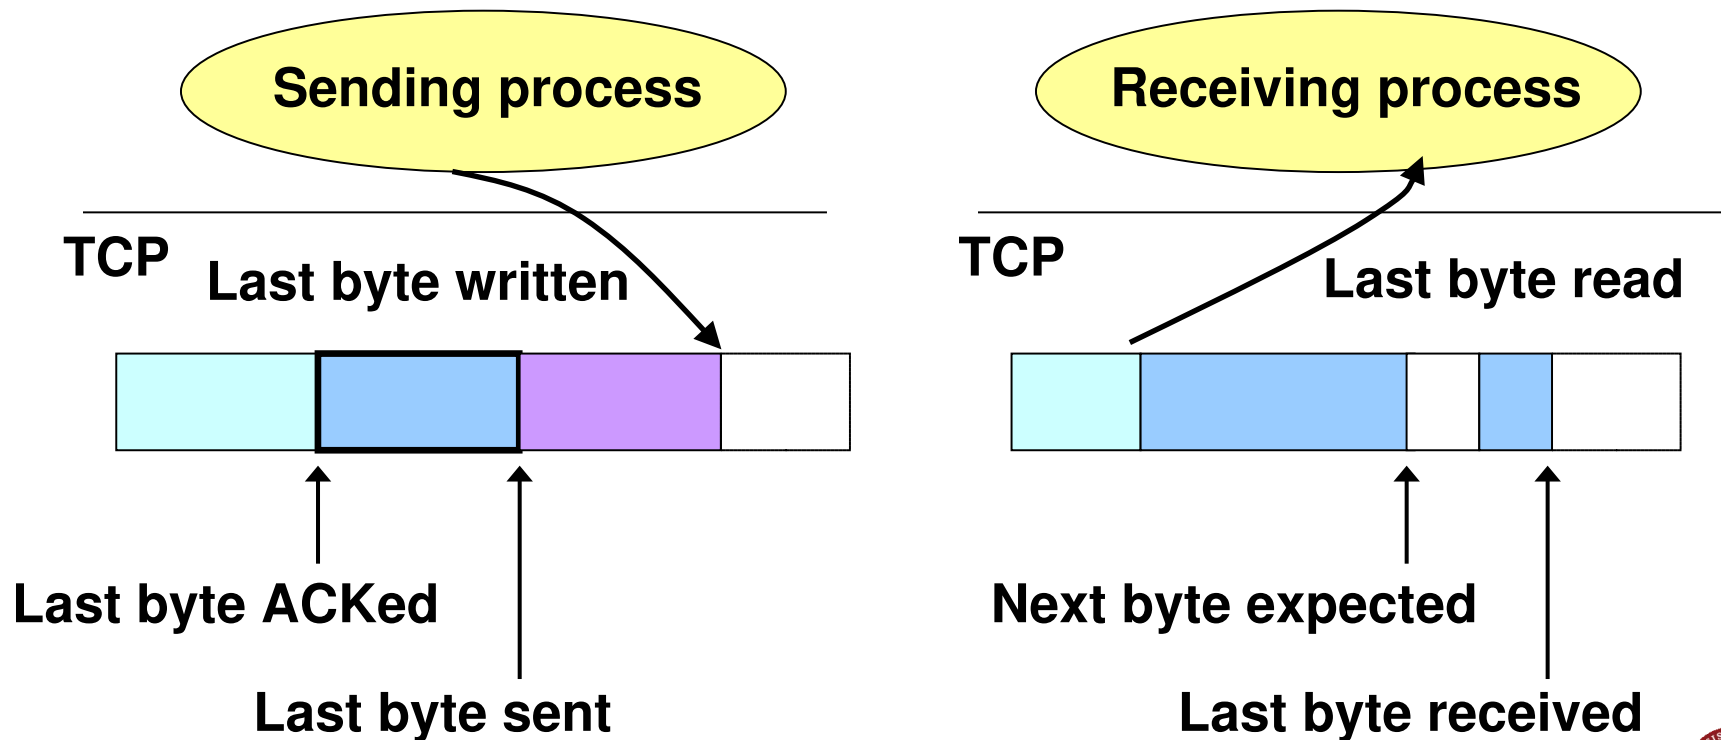 Sending process
Receiving process
TCP
Last byte written
TCP
Last byte read
Last byte ACKed
Next byte expected
Last byte sent
Last byte received